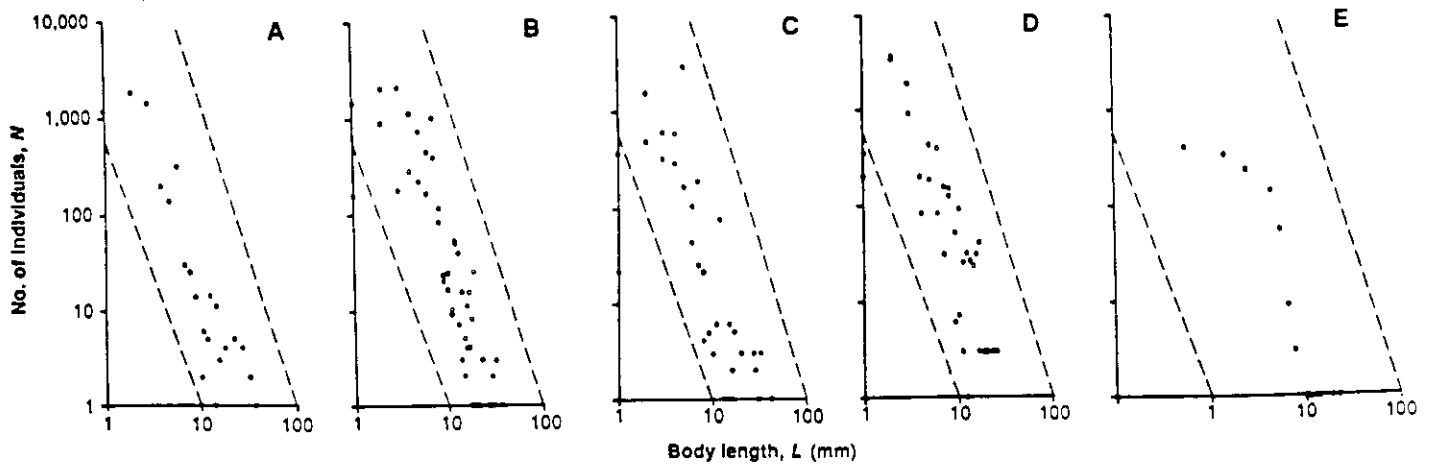 A B C D E
10,000
1,000
100
10
1
No. of Individuals, N
1 10 100 1 10 100 1 10 100 1 10 100 1 10 100
Body length, L (mm)